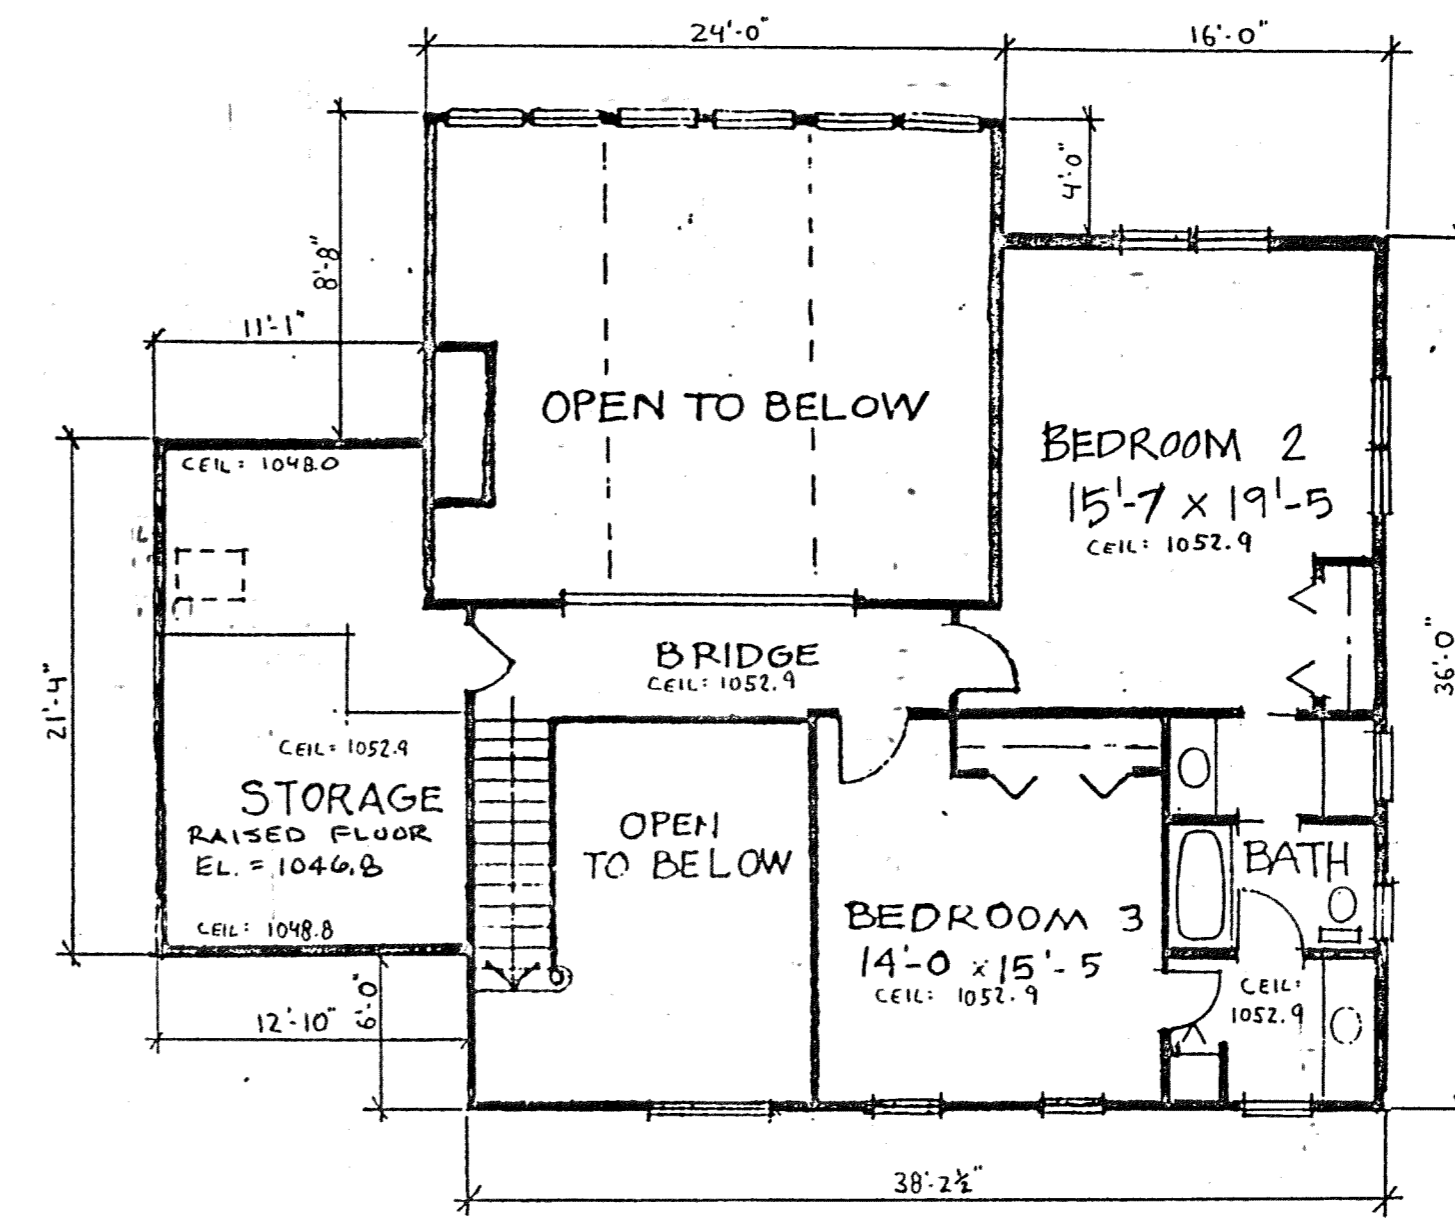 24'-0"
16'-0"
4'-0"
8'-8"
11'-1"
OPEN TO BELOW
BEDROOM 2
15'-7 x 19'-5
CEIL: 1052.9
CEIL: 1048.0
BRIDGE
CEIL: 1052.9
36'-0"
21'-4"
CEIL: 1052.9
STORAGE
RAISED FLOOR
EL. = 1046.8
CEIL: 1048.8
OPEN
TO BELOW
BATH
BEDROOM 3
14'-0 x 15'-5
CEIL: 1052.9
CEIL:
1052.9
12'-10"
6'-0"
38'-2½"